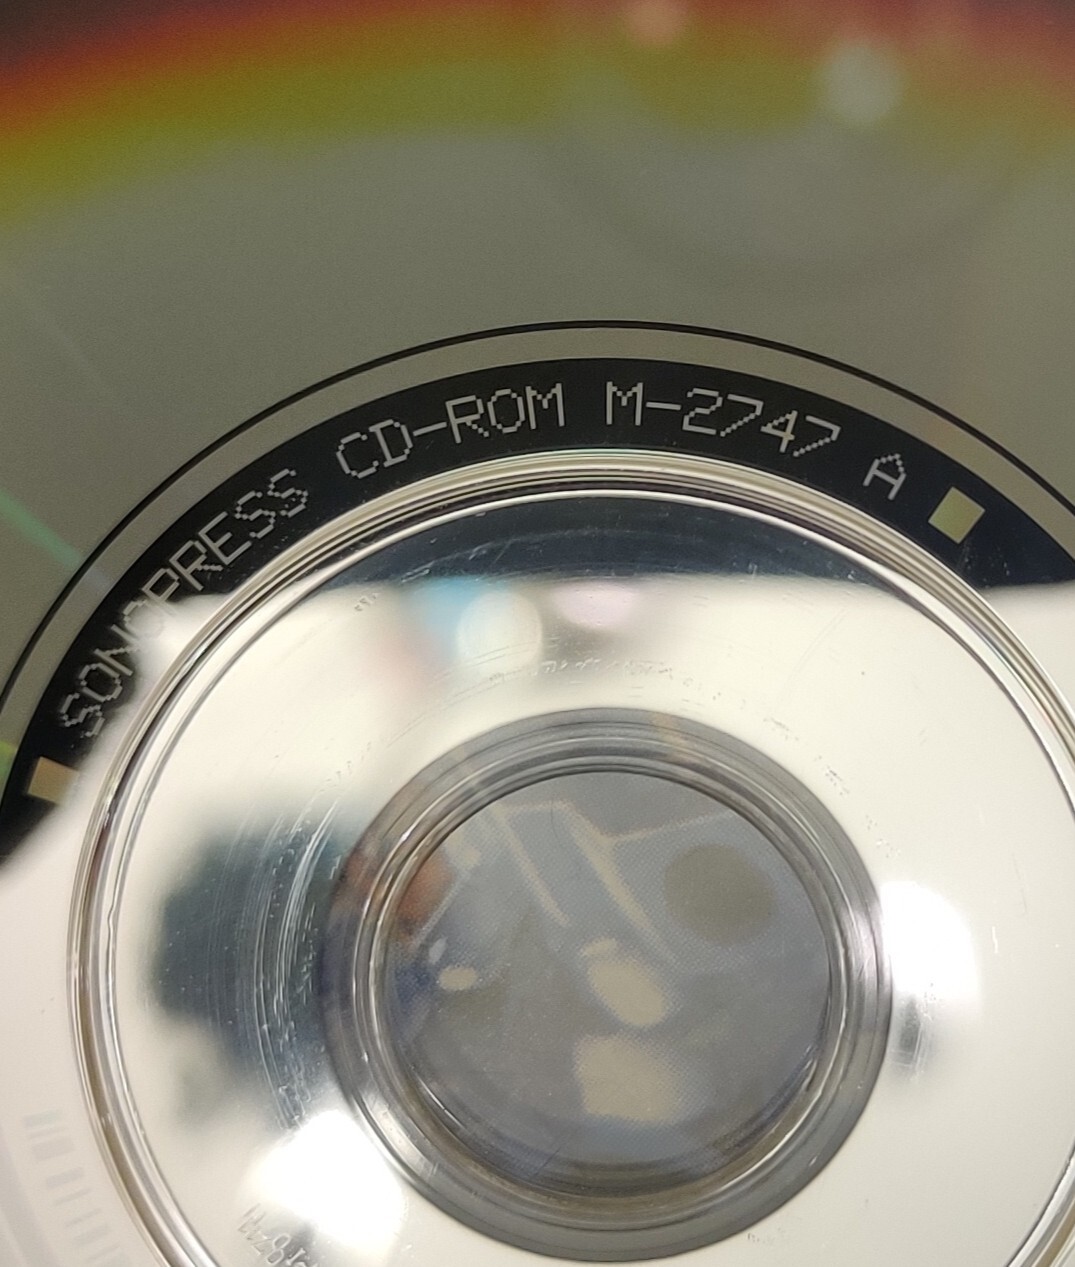 SONOPRESS CD-ROM M-2747 A